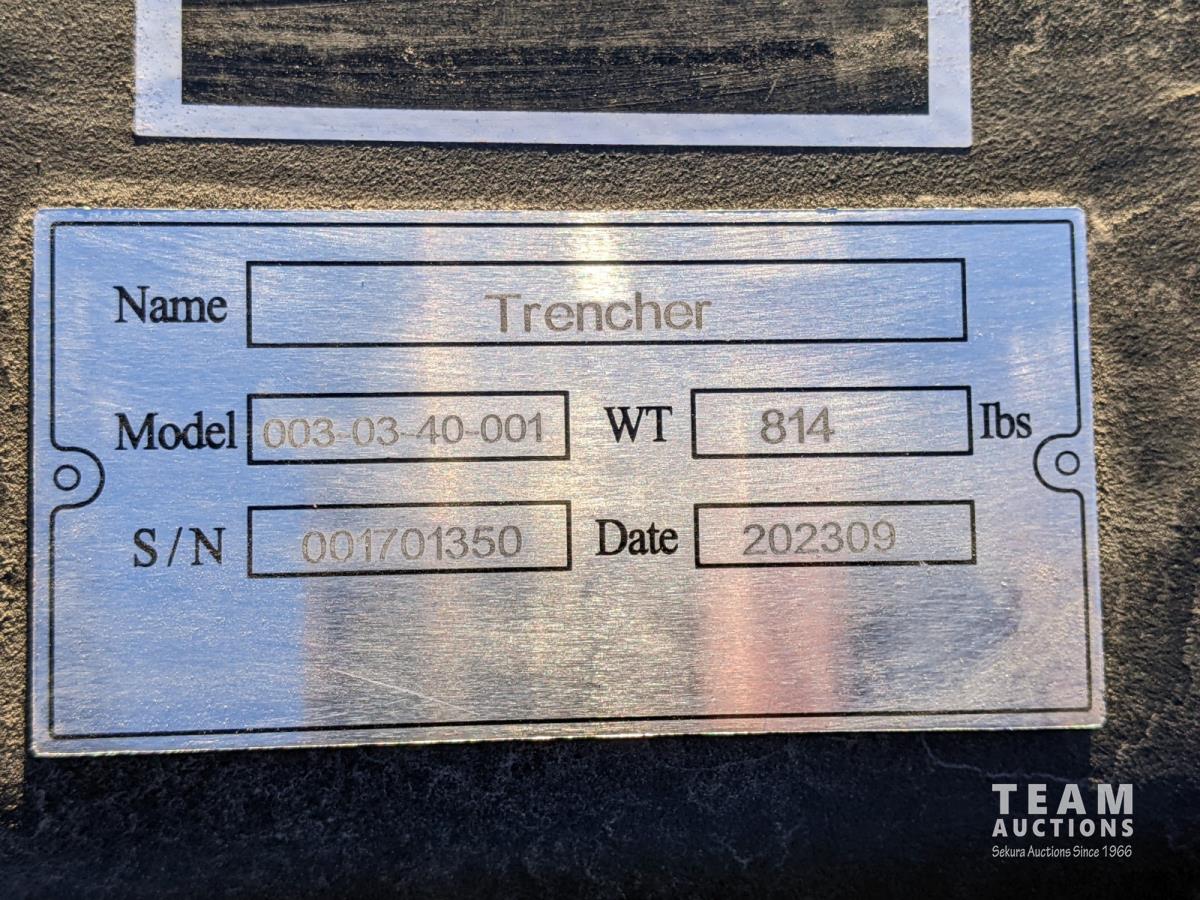 Name Trencher
Model 003-03-40-001 WT 814 lbs
S/N 001701350 Date 202309
TEAM
AUCTIONS
Sekura Auctions Since 1966